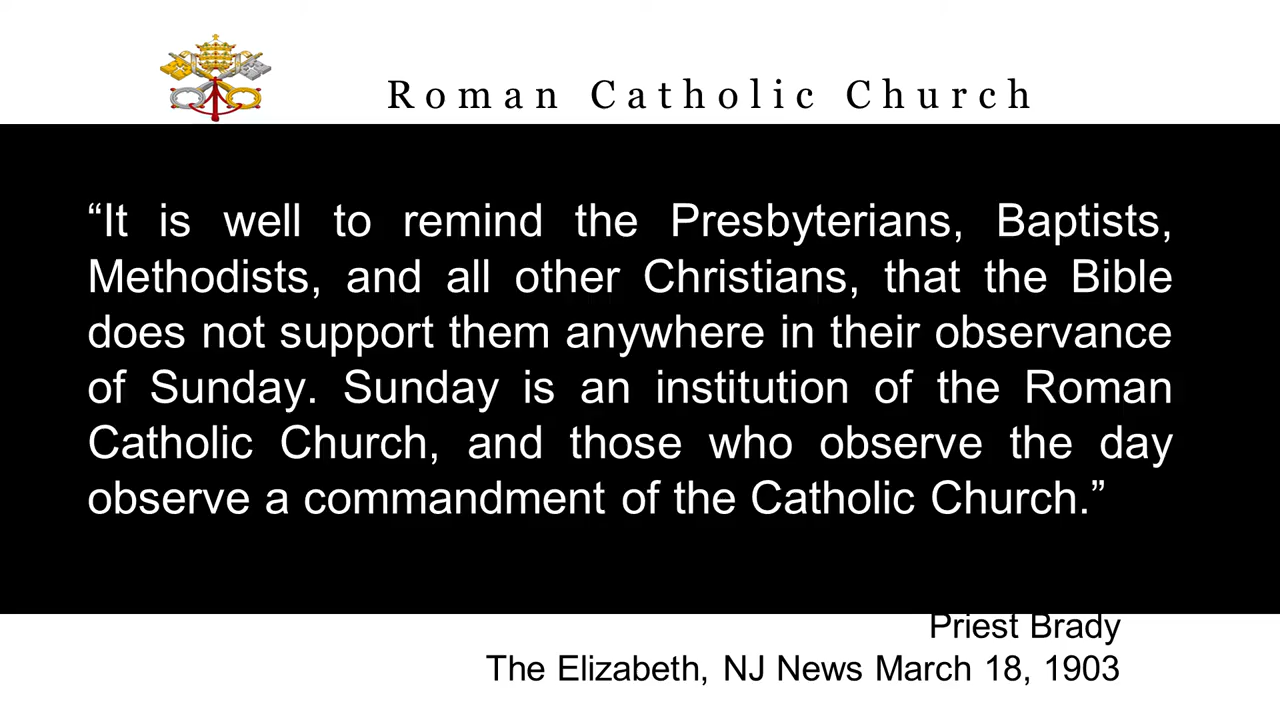 Roman Catholic Church
“It is well to remind the Presbyterians, Baptists,
Methodists, and all other Christians, that the Bible
does not support them anywhere in their observance
of Sunday. Sunday is an institution of the Roman
Catholic Church, and those who observe the day
observe a commandment of the Catholic Church.”
Priest Brady
The Elizabeth, NJ News March 18, 1903